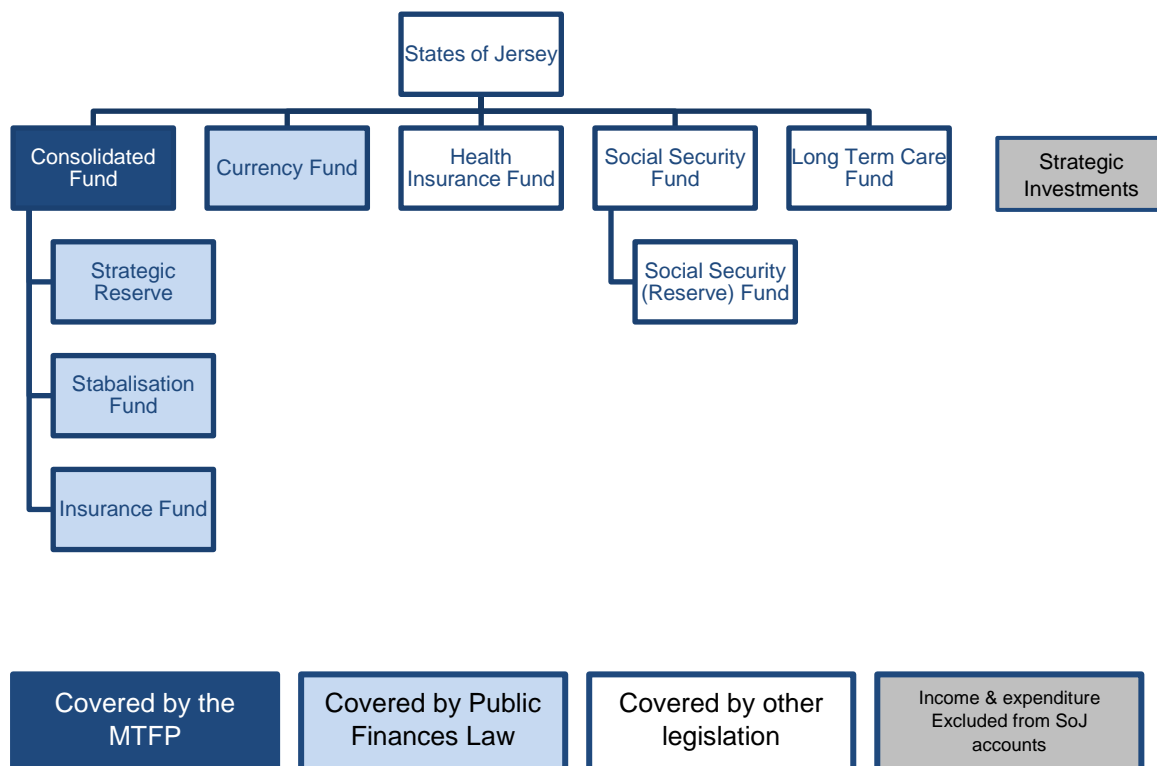 States of Jersey
Consolidated
Fund
Currency Fund
Health
Insurance Fund
Social Security
Fund
Long Term Care
Fund
Strategic
Investments
Strategic
Reserve
Social Security
(Reserve) Fund
Stabalisation
Fund
Insurance Fund
Covered by the
MTFP
Covered by Public
Finances Law
Covered by other
legislation
Income & expenditure
Excluded from SoJ
accounts